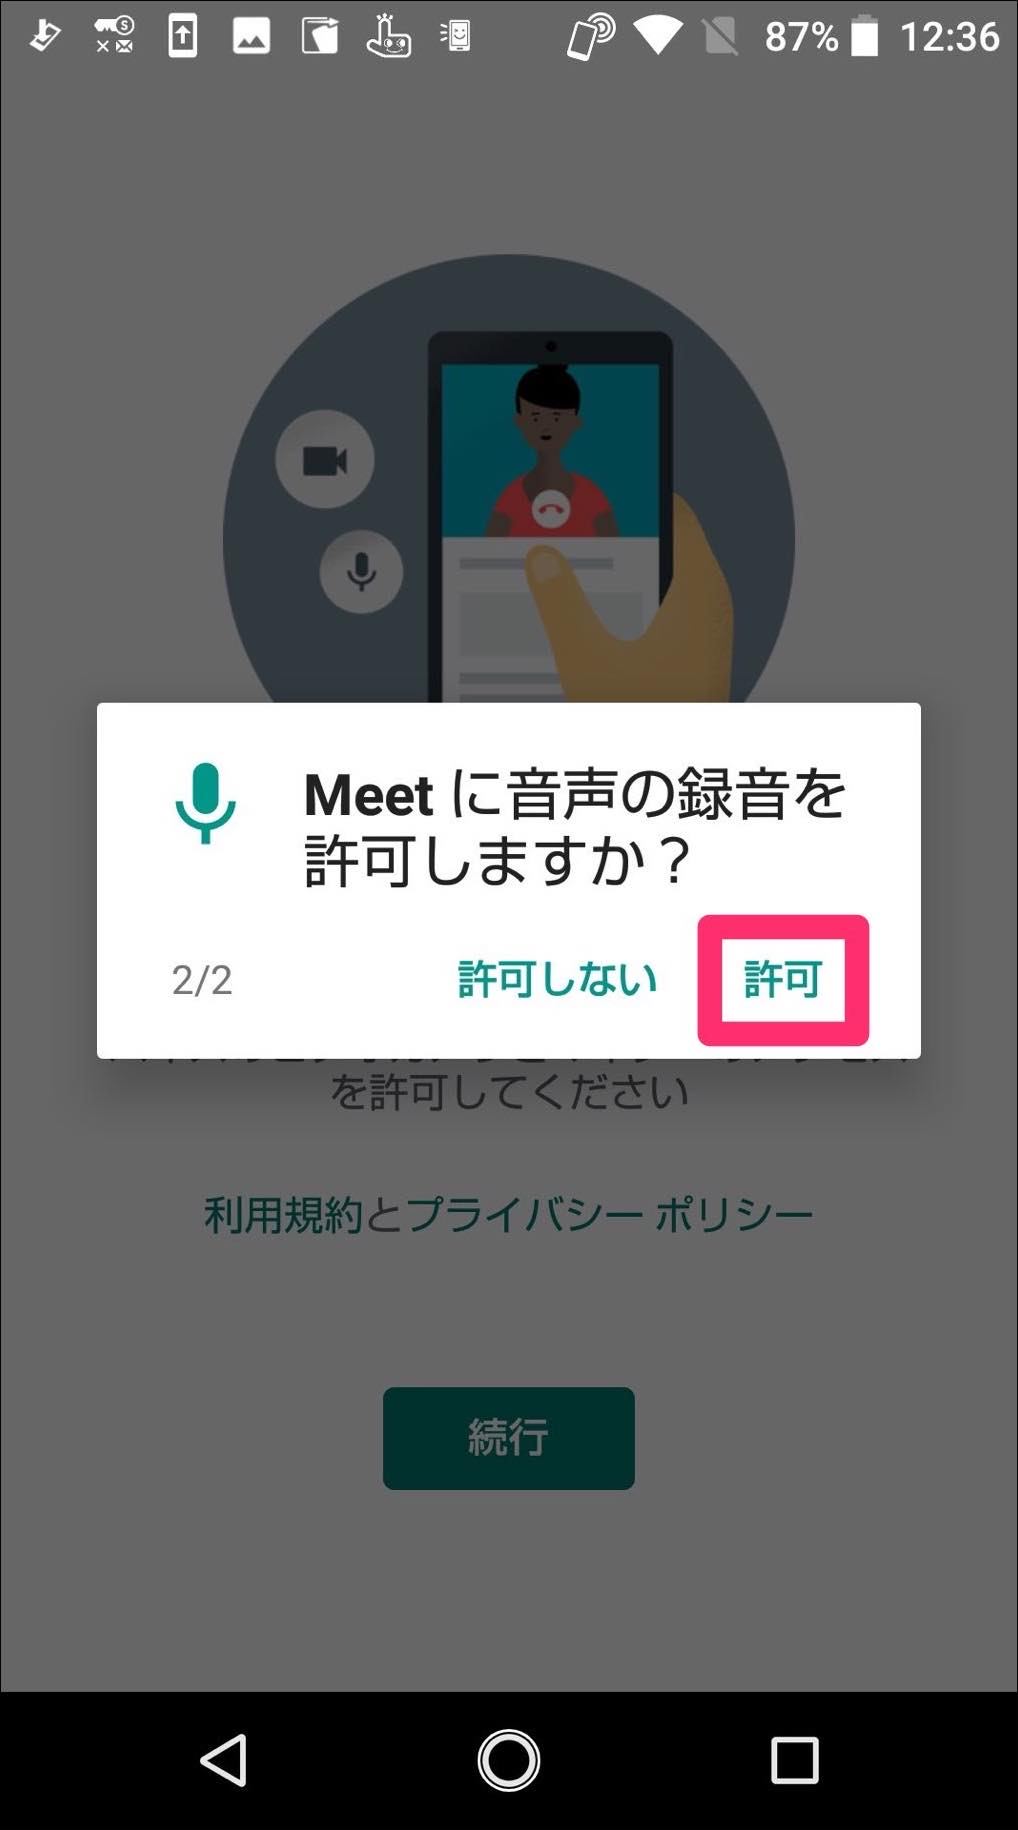 87% 12:36
Meet に音声の録音を
許可しますか？
2/2 許可しない 許可
を許可してください
利用規約とプライバシー ポリシー
続行